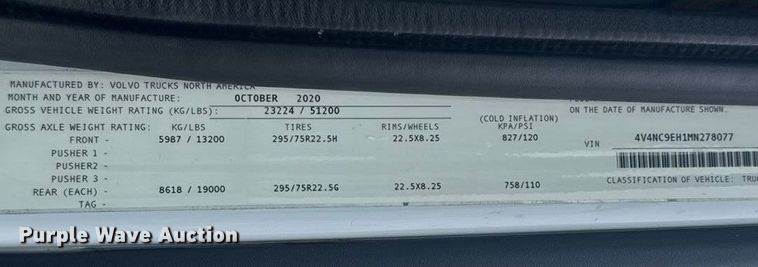 MANUFACTURED BY: VOLVO TRUCKS NORTH AMERICA
MONTH AND YEAR OF MANUFACTURE: OCTOBER 2020
GROSS VEHICLE WEIGHT RATING (KG/LBS): 23224 / 51200
GROSS AXLE WEIGHT RATING: KG/LBS TIRES RIMS/WHEELS (COLD INFLATION) KPA/PSI
FRONT - 5987 / 13200 295/75R22.5H 22.5X8.25 827/120
PUSHER 1 -
PUSHER2 -
PUSHER 3 -
REAR (EACH) - 8618 / 19000 295/75R22.5G 22.5X8.25 758/110
TAG -
ON THE DATE OF MANUFACTURE SHOWN.
VIN 4V4NC9EH1MN278077
CLASSIFICATION OF VEHICLE: TRU
Purple Wave Auction